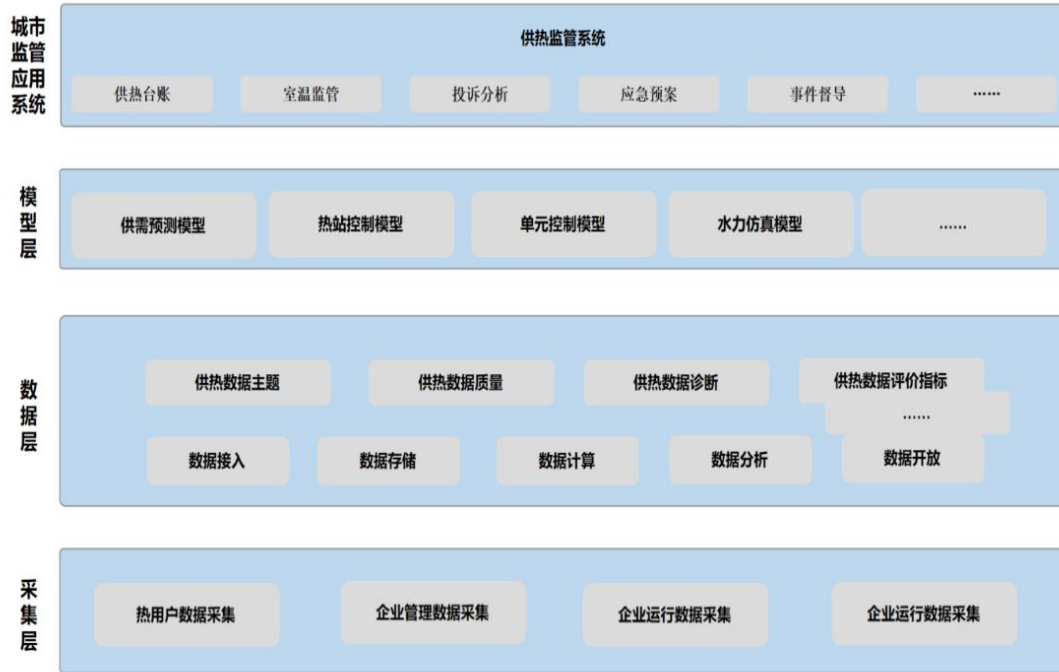 城市
监管
应用
系统
供热监管系统
供热台账
室温监管
投诉分析
应急预案
事件督导
……
模
型
层
供需预测模型
热站控制模型
单元控制模型
水力仿真模型
……
数
据
层
供热数据主题
供热数据质量
供热数据诊断
供热数据评价指标
……
数据接入
数据存储
数据计算
数据分析
数据开放
采
集
层
热用户数据采集
企业管理数据采集
企业运行数据采集
企业运行数据采集